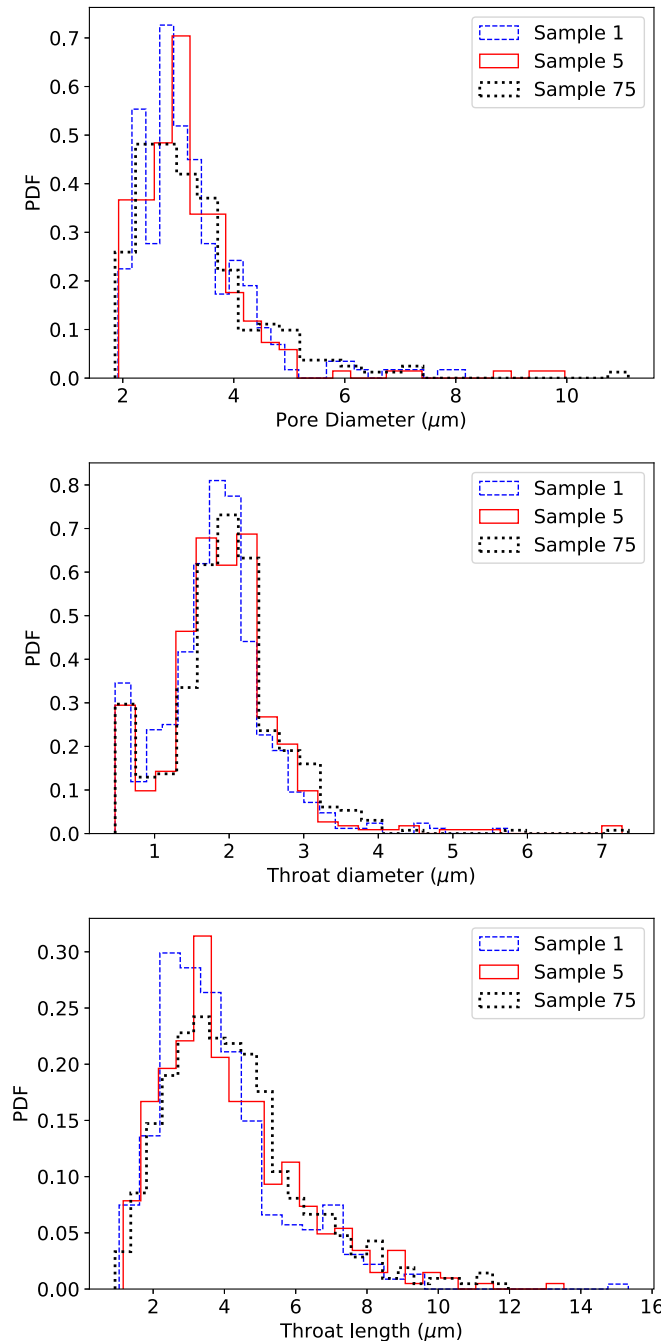 0.7
0.6
0.5
0.4
0.3
0.2
0.1
0.0
PDF
Sample 1
Sample 5
Sample 75
2 4 6 8 10
Pore Diameter (μm)
0.8
0.7
0.6
0.5
0.4
0.3
0.2
0.1
0.0
PDF
Sample 1
Sample 5
Sample 75
1 2 3 4 5 6 7
Throat diameter (μm)
0.30
0.25
0.20
0.15
0.10
0.05
0.00
PDF
Sample 1
Sample 5
Sample 75
2 4 6 8 10 12 14 16
Throat length (μm)